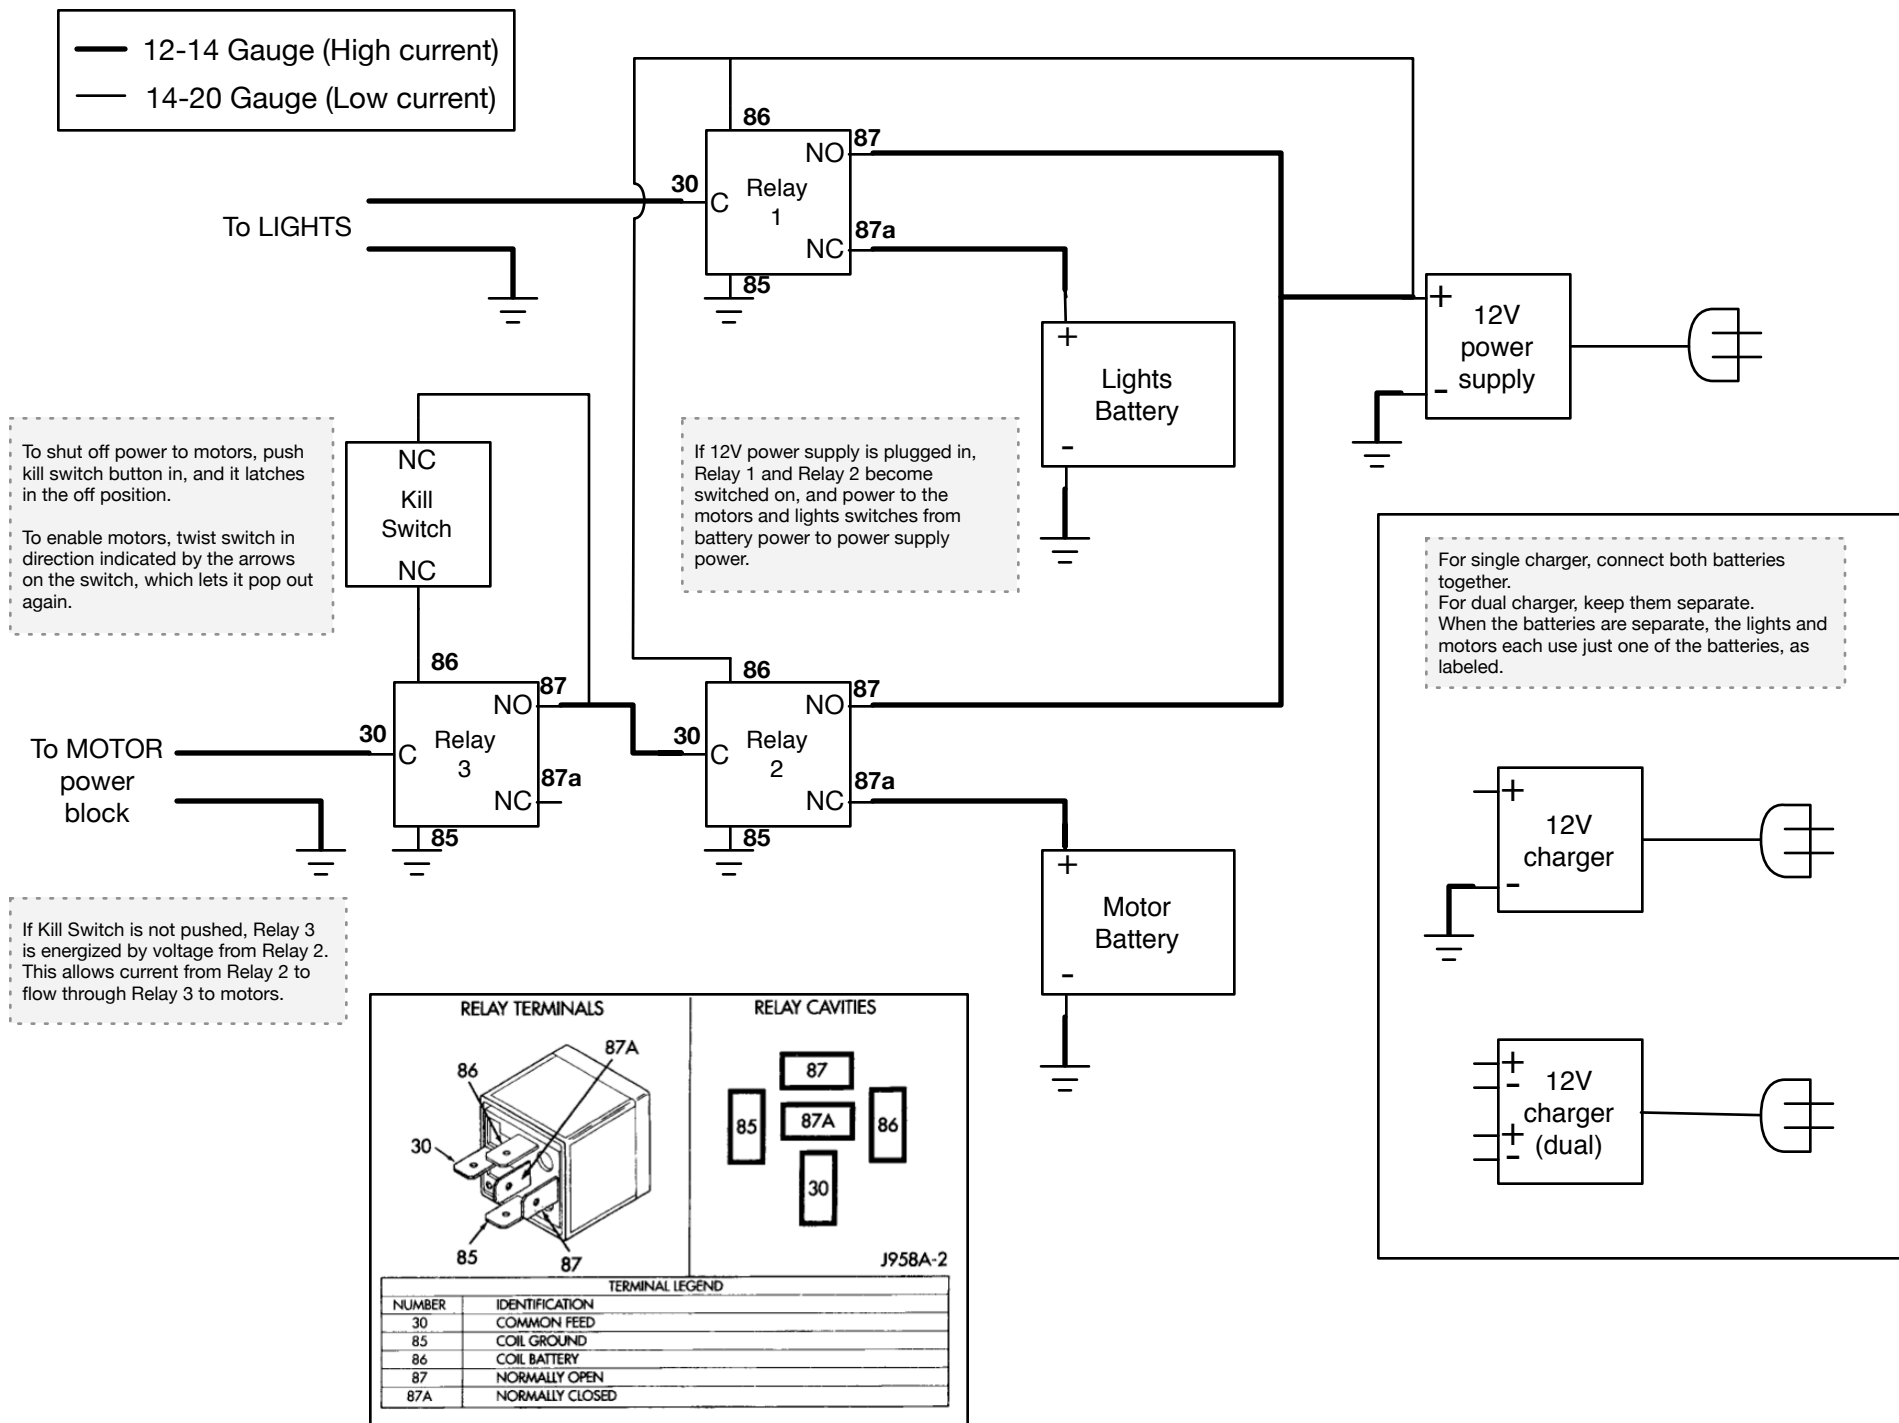 12-14 Gauge (High current)
14-20 Gauge (Low current)
To LIGHTS
86
NO
87
30
C
Relay
1
87a
NC
85
+
Lights
Battery
-
+
12V
power
supply
-
To shut off power to motors, push
kill switch button in, and it latches
in the off position.
To enable motors, twist switch in
direction indicated by the arrows
on the switch, which lets it pop out
again.
NC
Kill
Switch
NC
If 12V power supply is plugged in,
Relay 1 and Relay 2 become
switched on, and power to the
motors and lights switches from
battery power to power supply
power.
For single charger, connect both batteries
together.
For dual charger, keep them separate.
When the batteries are separate, the lights and
motors each use just one of the batteries, as
labeled.
To MOTOR
power
block
86
NO
87
30
C
Relay
3
87a
NC
85
86
NO
87
30
C
Relay
2
87a
NC
85
+
Motor
Battery
-
+
12V
charger
-
+
-
12V
charger
(dual)
+
-
If Kill Switch is not pushed, Relay 3
is energized by voltage from Relay 2.
This allows current from Relay 2 to
flow through Relay 3 to motors.
RELAY TERMINALS
87A
86
30
85
87
RELAY CAVITIES
87
85
87A
86
30
J958A-2
TERMINAL LEGEND
NUMBER IDENTIFICATION
30 COMMON FEED
85 COIL GROUND
86 COIL BATTERY
87 NORMALLY OPEN
87A NORMALLY CLOSED